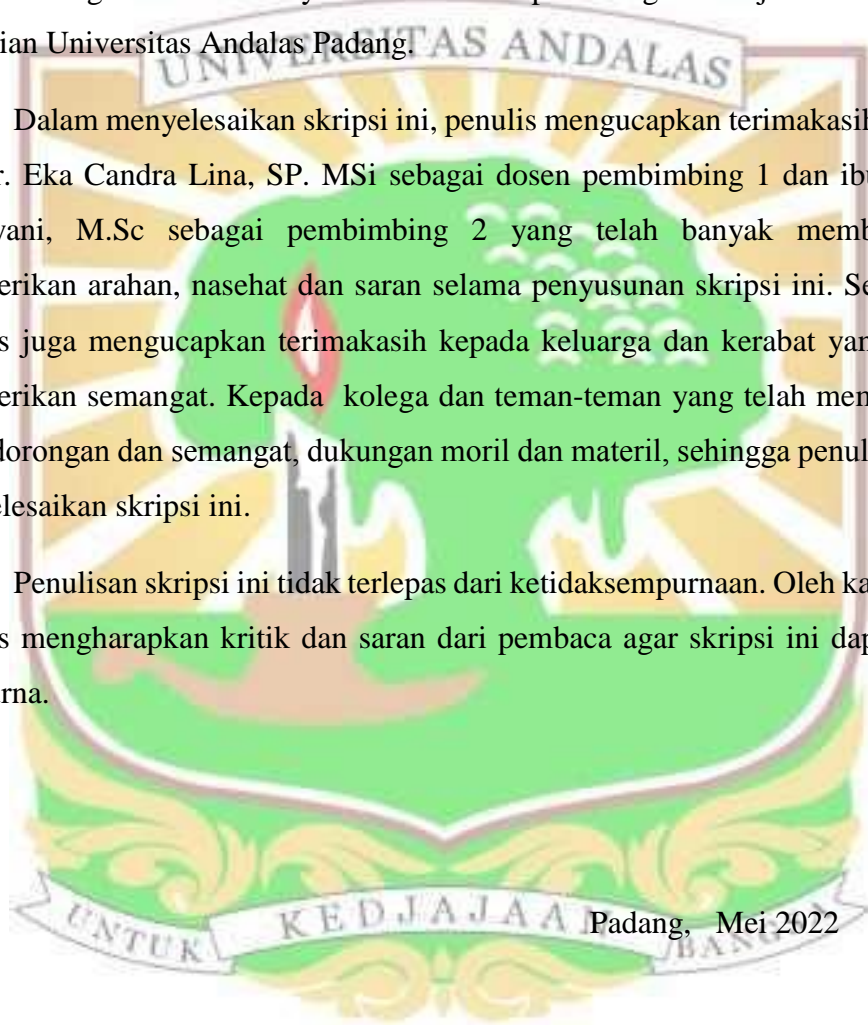 ian Universitas Andalas Padang.
UNIVERSITAS ANDALAS
Dalam menyelesaikan skripsi ini, penulis mengucapkan terimakasih
r. Eka Candra Lina, SP. MSi sebagai dosen pembimbing 1 dan ibu
yani, M.Sc sebagai pembimbing 2 yang telah banyak memb
erikan arahan, nasehat dan saran selama penyusunan skripsi ini. Se
s juga mengucapkan terimakasih kepada keluarga dan kerabat yan
erikan semangat. Kepada kolega dan teman-teman yang telah mem
dorongan dan semangat, dukungan moril dan materil, sehingga penul
elesaikan skripsi ini.
Penulisan skripsi ini tidak terlepas dari ketidaksempurnaan. Oleh ka
s mengharapkan kritik dan saran dari pembaca agar skripsi ini dap
rna.
Padang, Mei 2022
UNTUK KEDJAJAAN BANGSA